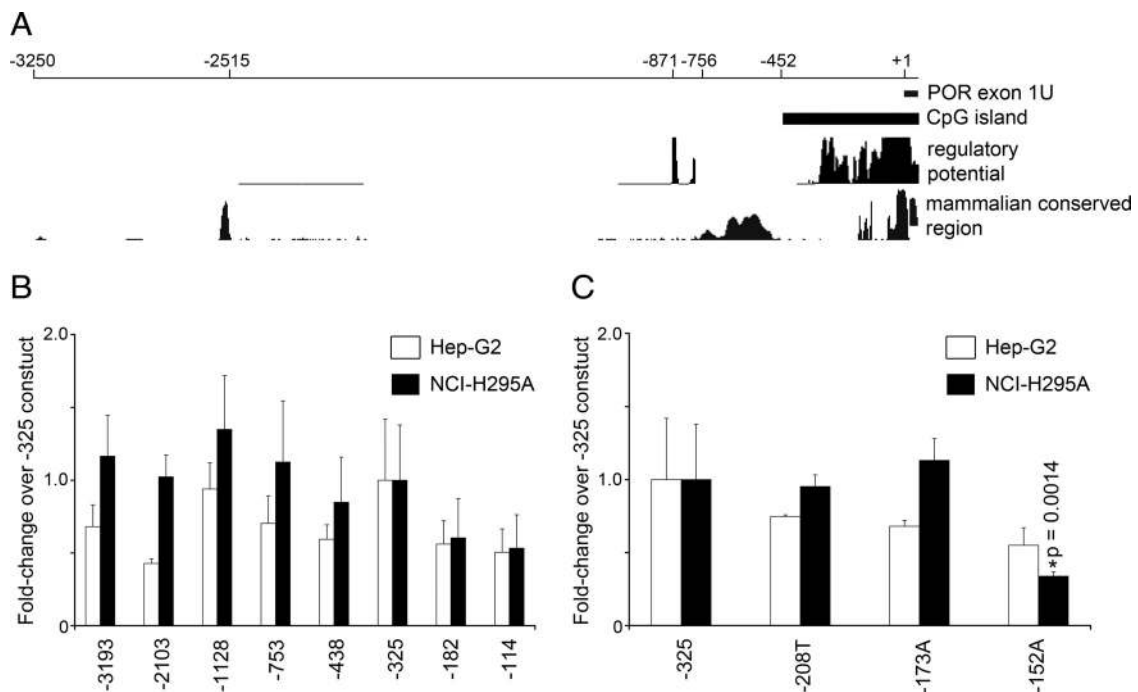 A
-3250 -2515 -871 -756 -452 +1
POR exon 1U
CpG island
regulatory
potential
mammalian conserved
region
B
Fold-change over -325 constuct
2.0
1.0
0
Hep-G2
NCI-H295A
-3193 -2103 -1128 -753 -438 -325 -182 -114
C
Fold-change over -325 constuct
2.0
1.0
0
Hep-G2
NCI-H295A
*p = 0.0014
-325 -208T -173A -152A